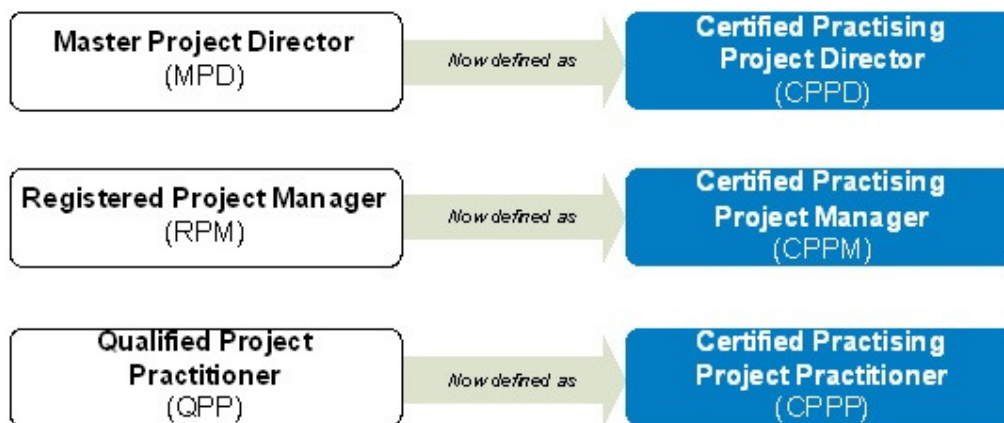 Master Project Director
(MPD)
Now defined as
Certified Practising
Project Director
(CPPD)
Registered Project Manager
(RPM)
Now defined as
Certified Practising
Project Manager
(CPPM)
Qualified Project
Practitioner
(QPP)
Now defined as
Certified Practising
Project Practitioner
(CPPP)